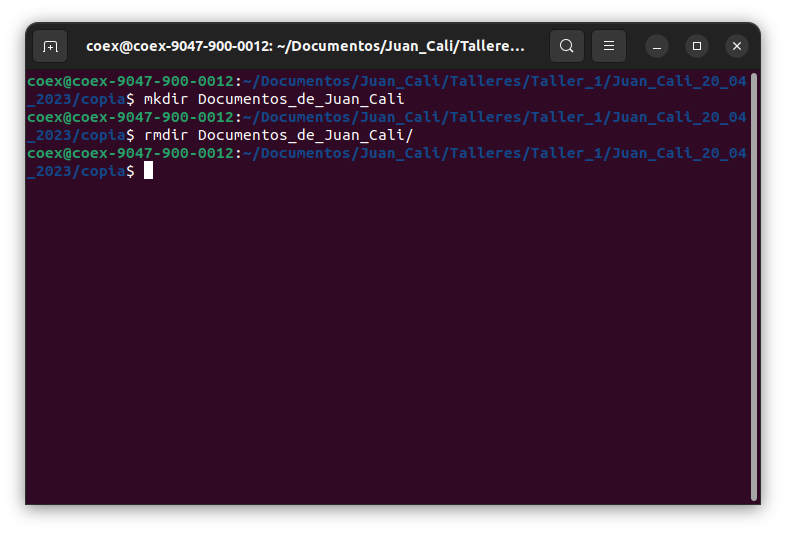 coex@coex-9047-900-0012: ~/Documentos/Juan_Cali/Tallere...
coex@coex-9047-900-0012:~/Documentos/Juan_Cali/Talleres/Taller_1/Juan_Cali_20_04
_2023/copia$ mkdir Documentos_de_Juan_Cali
coex@coex-9047-900-0012:~/Documentos/Juan_Cali/Talleres/Taller_1/Juan_Cali_20_04
_2023/copia$ rmdir Documentos_de_Juan_Cali/
coex@coex-9047-900-0012:~/Documentos/Juan_Cali/Talleres/Taller_1/Juan_Cali_20_04
_2023/copia$